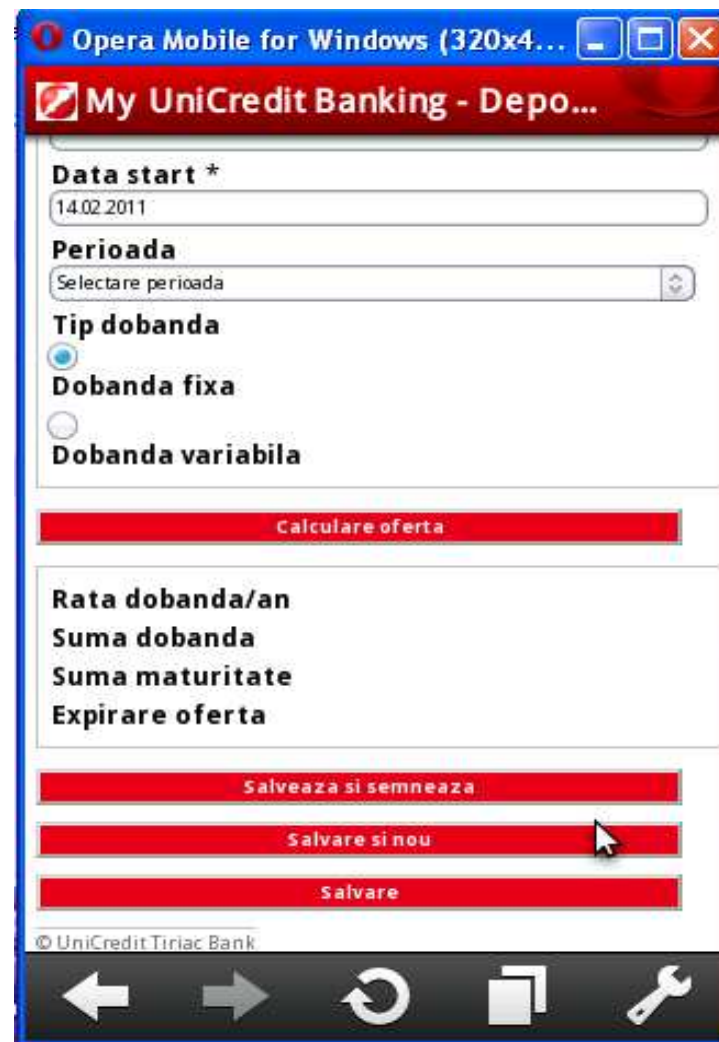 Opera Mobile for Windows (320x4...
My UniCredit Banking - Depo...
Data start *
14.02.2011
Perioada
Selectare perioada
Tip dobanda
Dobanda fixa
Dobanda variabila
Calculare oferta
Rata dobanda/an
Suma dobanda
Suma maturitate
Expirare oferta
Salveaza si semneaza
Salvare si nou
Salvare
© UniCredit Tiriac Bank